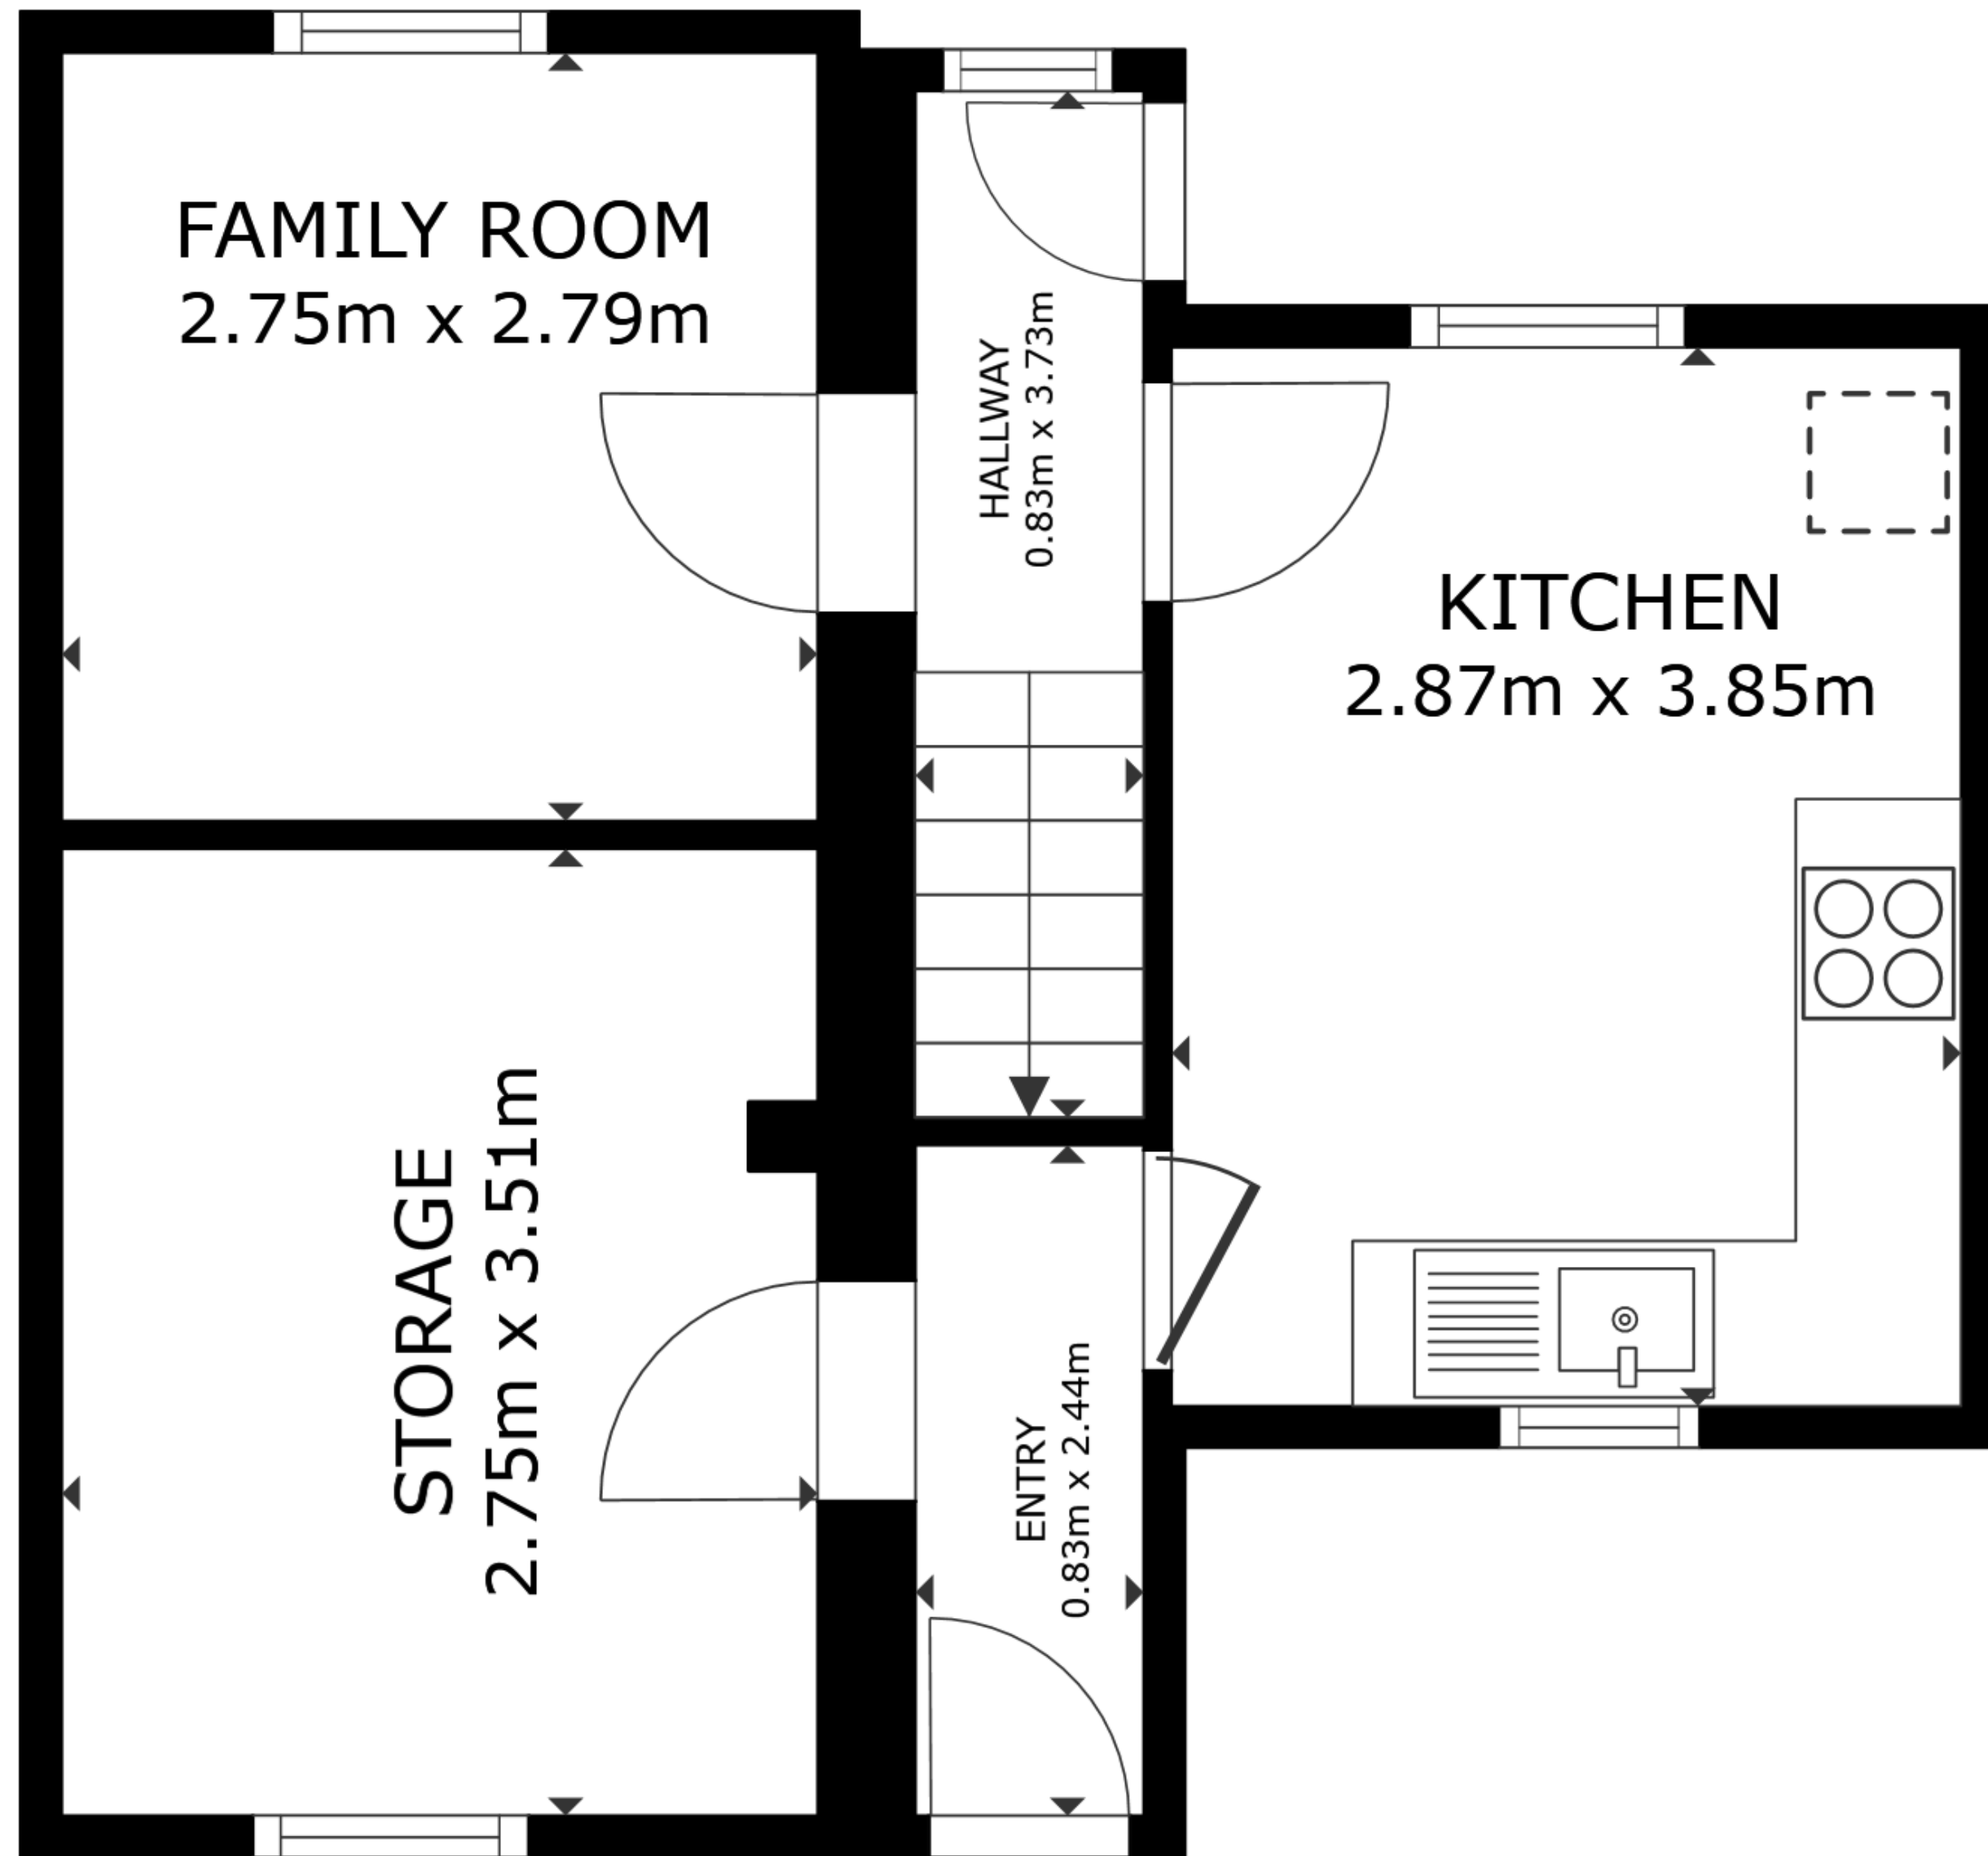 FAMILY ROOM
2.75m x 2.79m
HALLWAY
0.83m x 3.73m
KITCHEN
2.87m x 3.85m
STORAGE
2.75m x 3.51m
ENTRY
0.83m x 2.44m